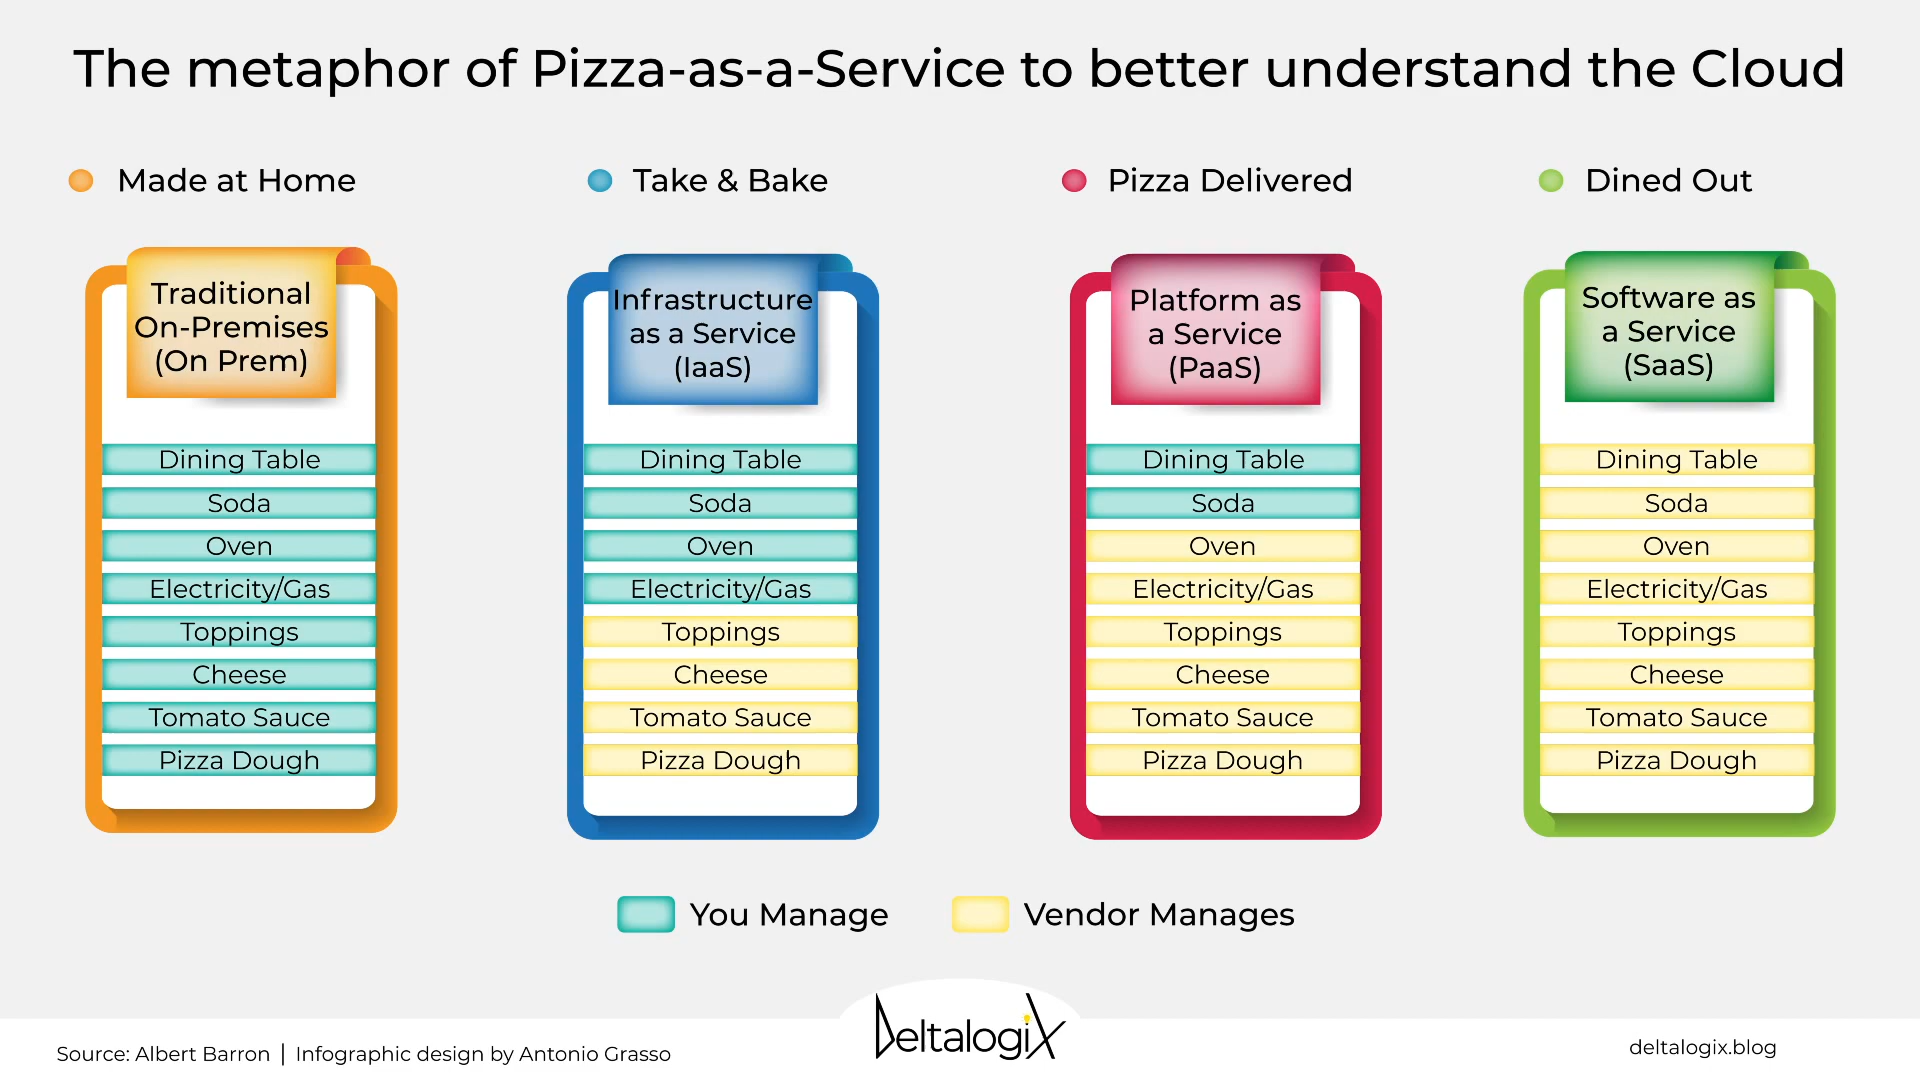 The metaphor of Pizza-as-a-Service to better understand the Cloud
Made at Home
Traditional
On-Premises
(On Prem)
Dining Table
Soda
Oven
Electricity/Gas
Toppings
Cheese
Tomato Sauce
Pizza Dough
Take & Bake
Infrastructure
as a Service
(IaaS)
Dining Table
Soda
Oven
Electricity/Gas
Toppings
Cheese
Tomato Sauce
Pizza Dough
Pizza Delivered
Platform as
a Service
(PaaS)
Dining Table
Soda
Oven
Electricity/Gas
Toppings
Cheese
Tomato Sauce
Pizza Dough
Dined Out
Software as
a Service
(SaaS)
Dining Table
Soda
Oven
Electricity/Gas
Toppings
Cheese
Tomato Sauce
Pizza Dough
You Manage
Vendor Manages
Source: Albert Barron | Infographic design by Antonio Grasso
DeltalogiX
deltalogix.blog